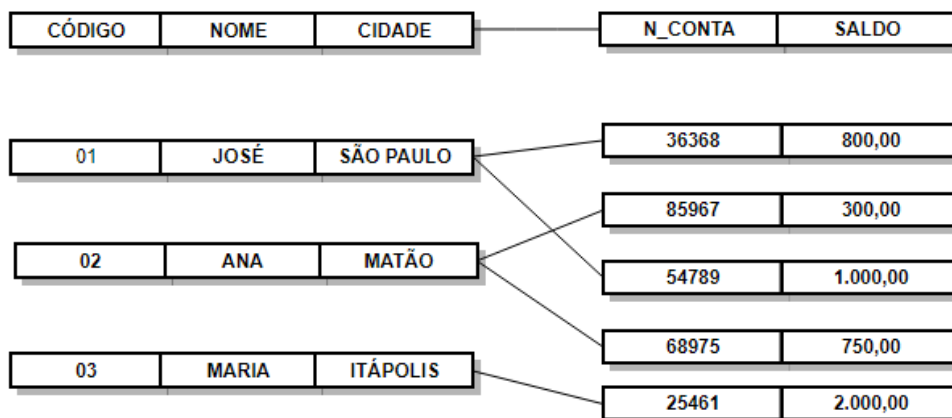 CÓDIGO NOME CIDADE N_CONTA SALDO
01 JOSÉ SÃO PAULO 36368 800,00
85967 300,00
02 ANA MATÃO 54789 1.000,00
68975 750,00
03 MARIA ITÁPOLIS 25461 2.000,00